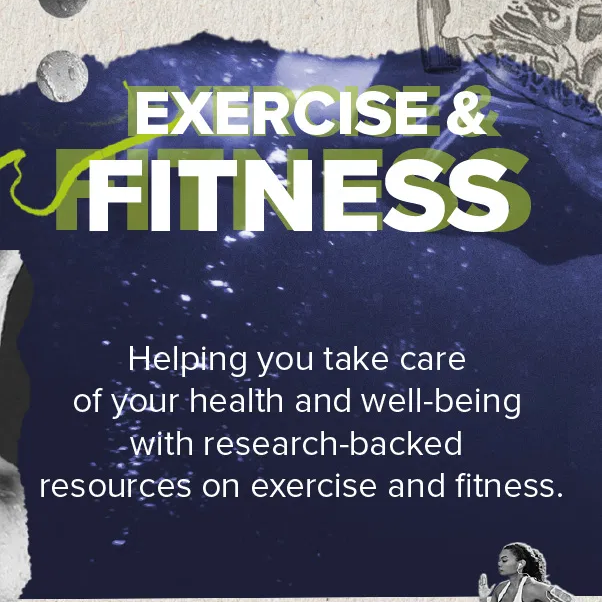 EXERCISE &
FITNESS
Helping you take care
of your health and well-being
with research-backed
resources on exercise and fitness.